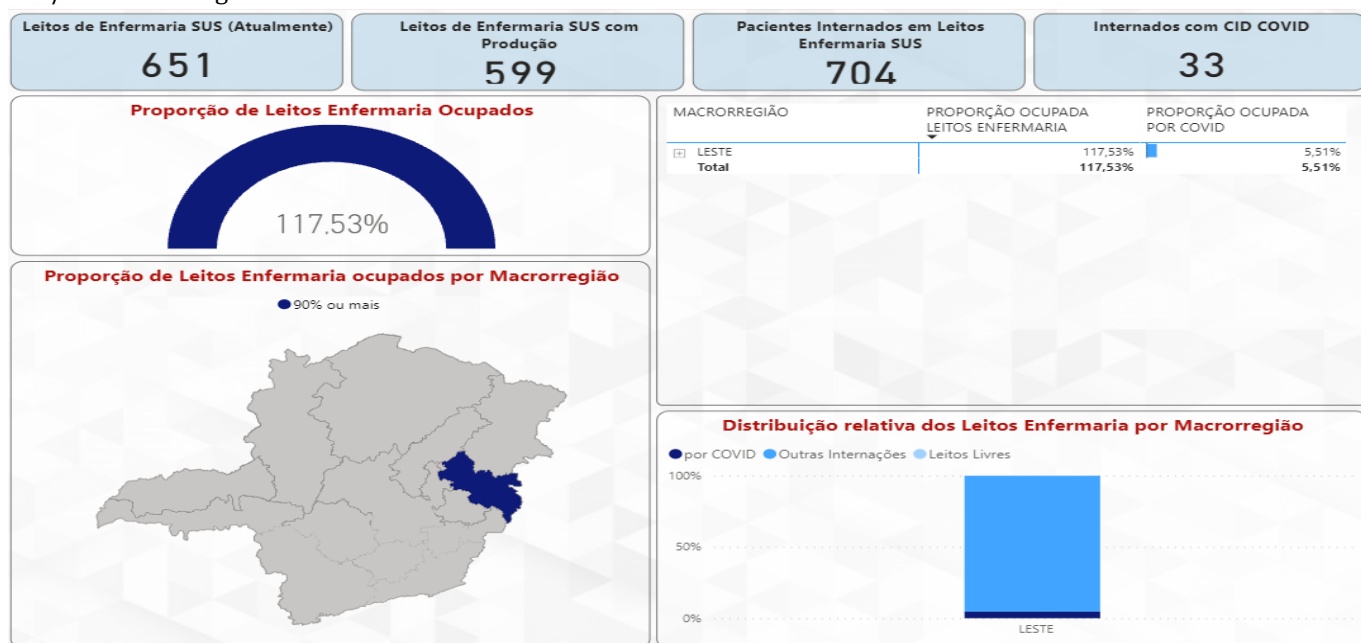 Leitos de Enfermaria SUS (Atualmente)
651
Leitos de Enfermaria SUS com
Produção
599
Pacientes Internados em Leitos
Enfermaria SUS
704
Internados com CID COVID
33
Proporção de Leitos Enfermaria Ocupados
117,53%
MACRORREGIÃO PROPORÇÃO OCUPADA LEITOS ENFERMARIA PROPORÇÃO OCUPADA POR COVID
LESTE 117,53% 5,51%
Total 117,53% 5,51%
Proporção de Leitos Enfermaria ocupados por Macrorregião
90% ou mais
Distribuição relativa dos Leitos Enfermaria por Macrorregião
por COVID Outras Internações Leitos Livres
100%
50%
0%
LESTE